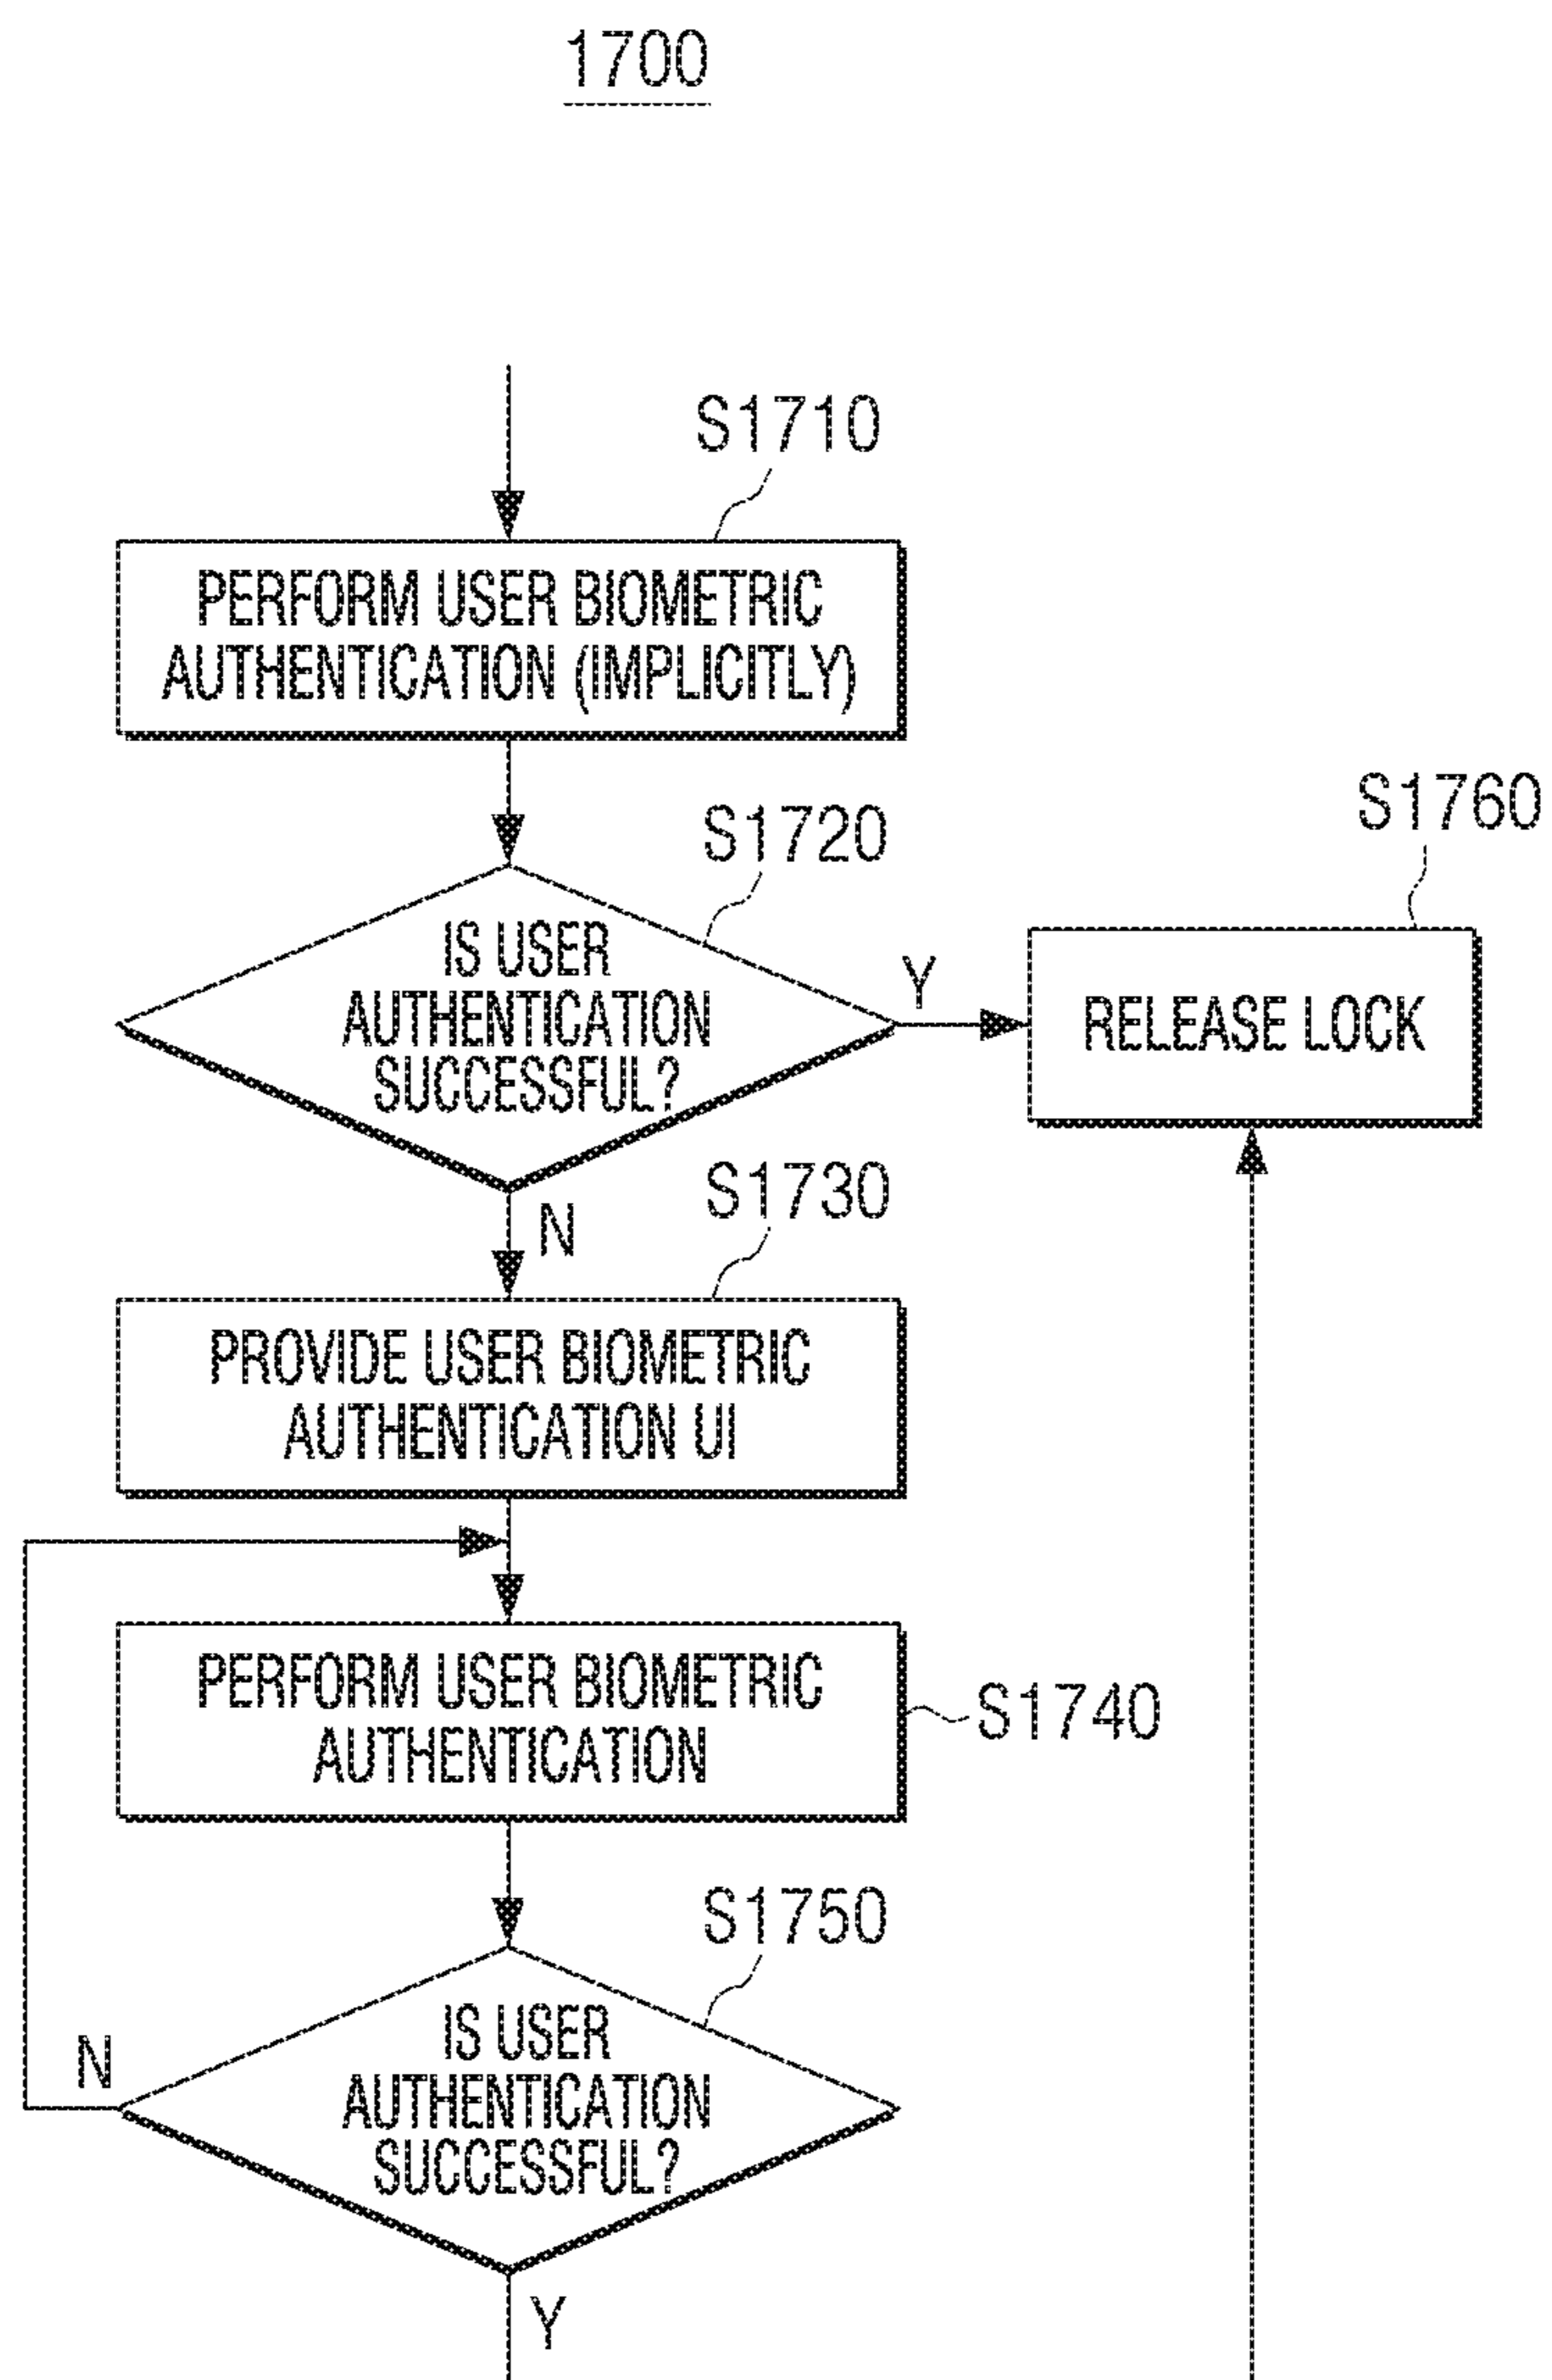 1700
S1710
PERFORM USER BIOMETRIC
AUTHENTICATION (IMPLICITLY)
S1720
IS USER
AUTHENTICATION
SUCCESSFUL?
Y
S1760
RELEASE LOCK
N
S1730
PROVIDE USER BIOMETRIC
AUTHENTICATION UI
PERFORM USER BIOMETRIC
AUTHENTICATION
S1740
S1750
IS USER
AUTHENTICATION
SUCCESSFUL?
N
Y